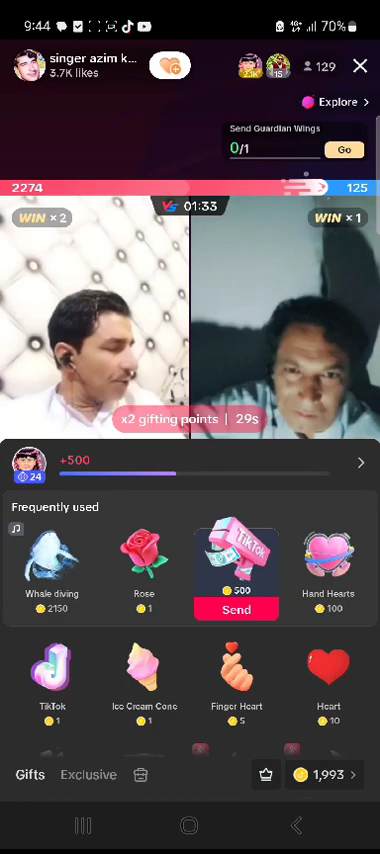 9:44
4G
70%
singer azim k...
3.7K likes
129
Explore
Send Guardian Wings
0/1
Go
2274
125
WIN × 2
VS 01:33
WIN × 1
x2 gifting points | 29s
24
+500
Frequently used
TikTok
Whale diving
Rose
500
Hand Hearts
2150
1
Send
100
TikTok
Ice Cream Cone
Finger Heart
Heart
1
1
5
10
Gifts
Exclusive
1,993